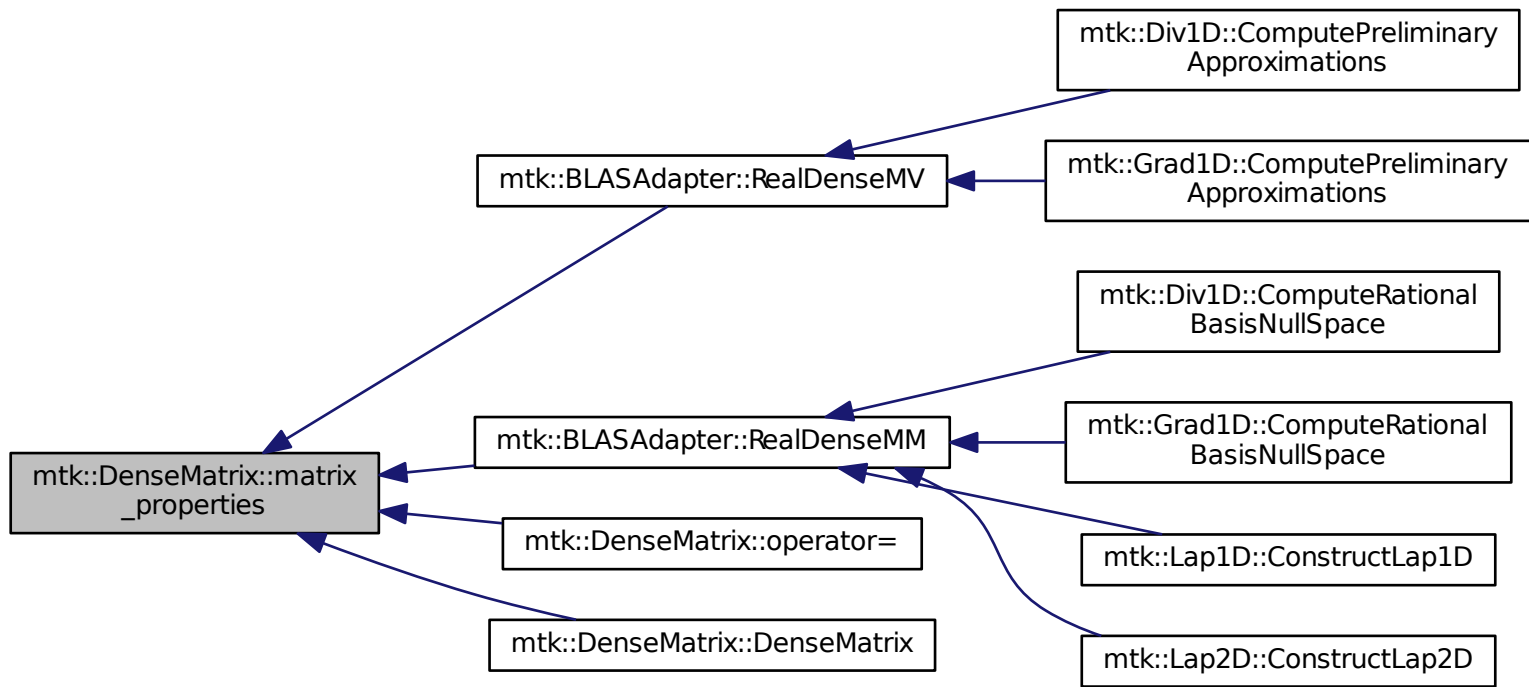 mtk::Div1D::ComputePreliminary
Approximations
mtk::BLASAdapter::RealDenseMV
mtk::Grad1D::ComputePreliminary
Approximations
mtk::Div1D::ComputeRational
BasisNullSpace
mtk::BLASAdapter::RealDenseMM
mtk::Grad1D::ComputeRational
BasisNullSpace
mtk::DenseMatrix::matrix
_properties
mtk::DenseMatrix::operator=
mtk::Lap1D::ConstructLap1D
mtk::DenseMatrix::DenseMatrix
mtk::Lap2D::ConstructLap2D